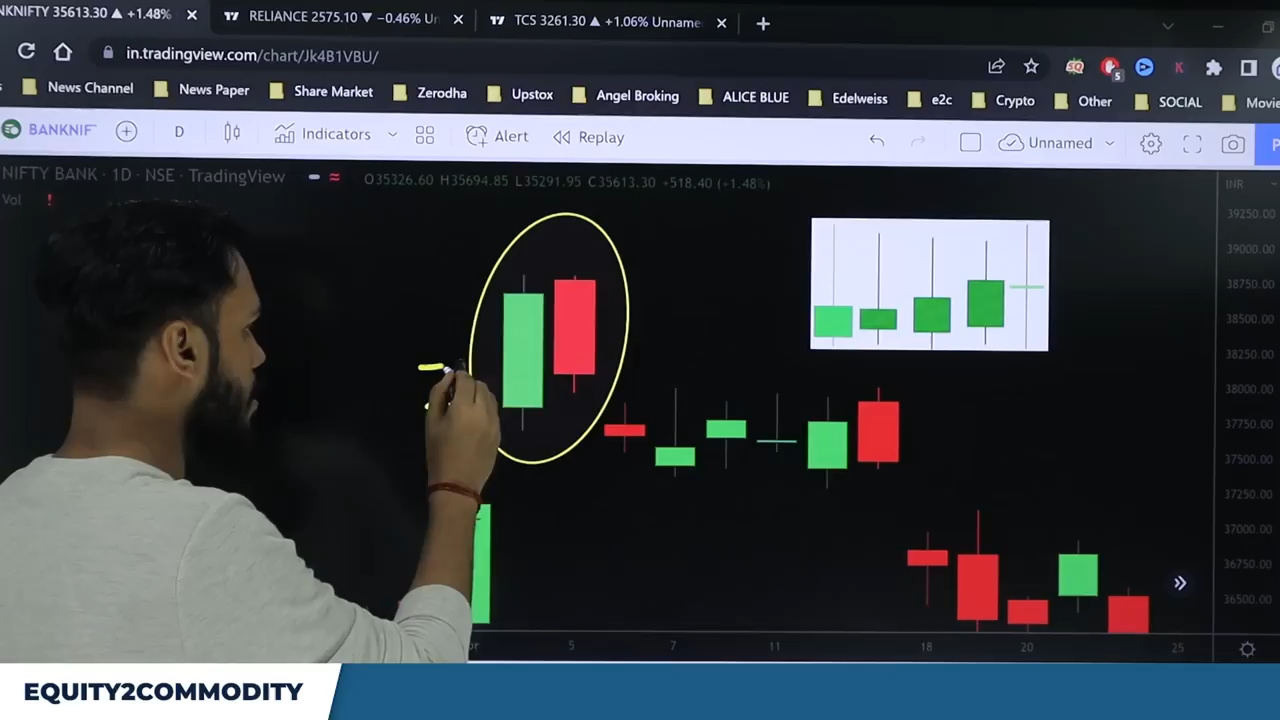 NKNIFTY 35613.30 ▲ +1.48%
RELIANCE 2575.10 ▼ −0.46% Un
TCS 3261.30 ▲ +1.06% Unname
in.tradingview.com/chart/Jk4B1VBU/
5
s News Channel News Paper Share Market Zerodha Upstox Angel Broking ALICE BLUE Edelweiss e2c Crypto Other SOCIAL Movie
BANKNIF D Indicators Alert Replay Unnamed P
NIFTY BANK · 1D · NSE · TradingView O35326.60 H35694.85 L35291.95 C35613.30 +518.40 (+1.48%) INR
Vol !
39250.00
39000.00
38750.00
38500.00
38250.00
38000.00
37750.00
37500.00
37250.00
37000.00
36750.00
36500.00
5 7 11 18 20 25
EQUITY2COMMODITY